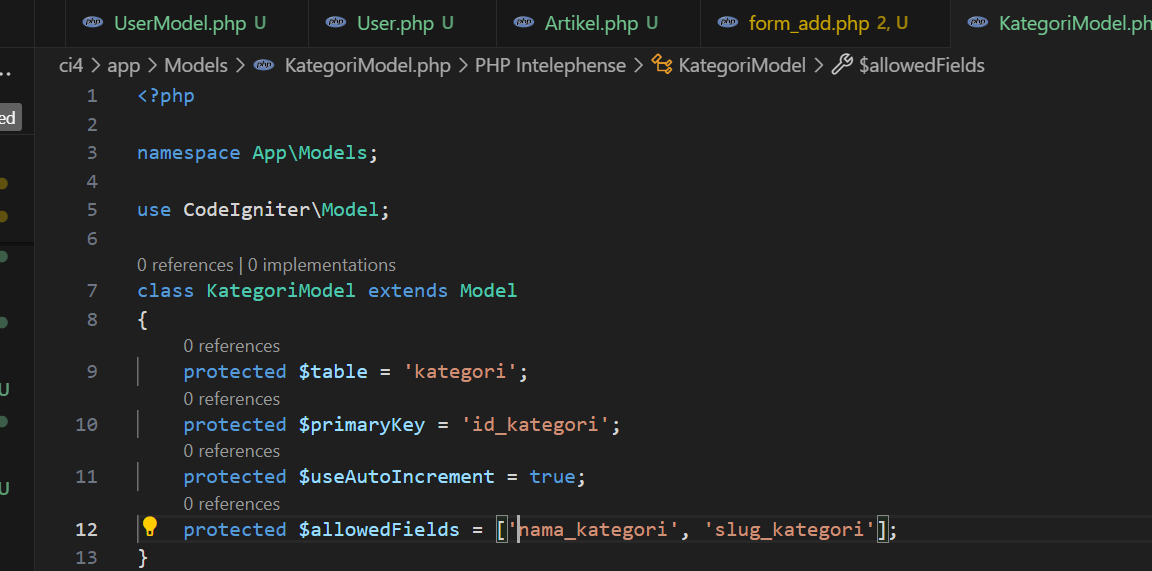 UserModel.php U User.php U Artikel.php U form_add.php 2, U KategoriModel.ph
ci4 > app > Models > KategoriModel.php > PHP Intelephense > KategoriModel > $allowedFields
ed
1 <?php
2
3 namespace App\Models;
4
5 use CodeIgniter\Model;
6
0 references | 0 implementations
7 class KategoriModel extends Model
8 {
0 references
9 protected $table = 'kategori';
0 references
10 protected $primaryKey = 'id_kategori';
0 references
11 protected $useAutoIncrement = true;
0 references
12 protected $allowedFields = ['nama_kategori', 'slug_kategori'];
13 }
U
U